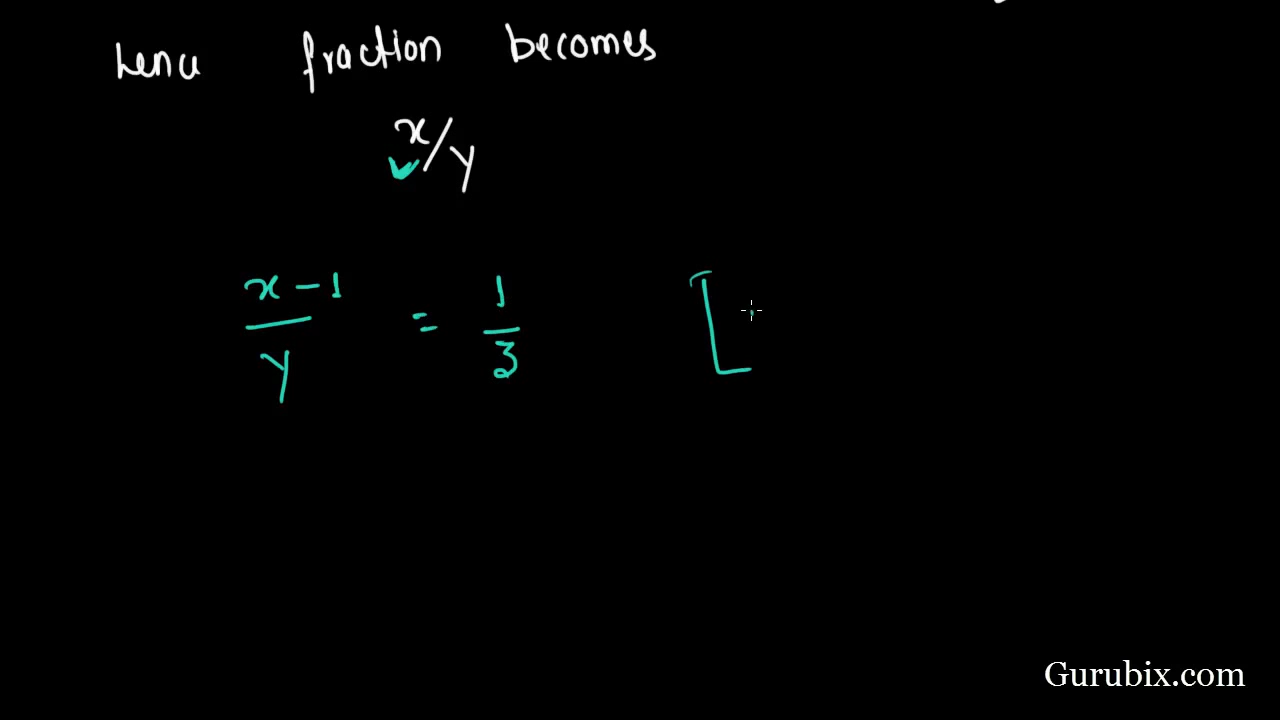 Hence fraction becomes
x/y
x - 1 / y = 1 / 3 [
Gurubix.com